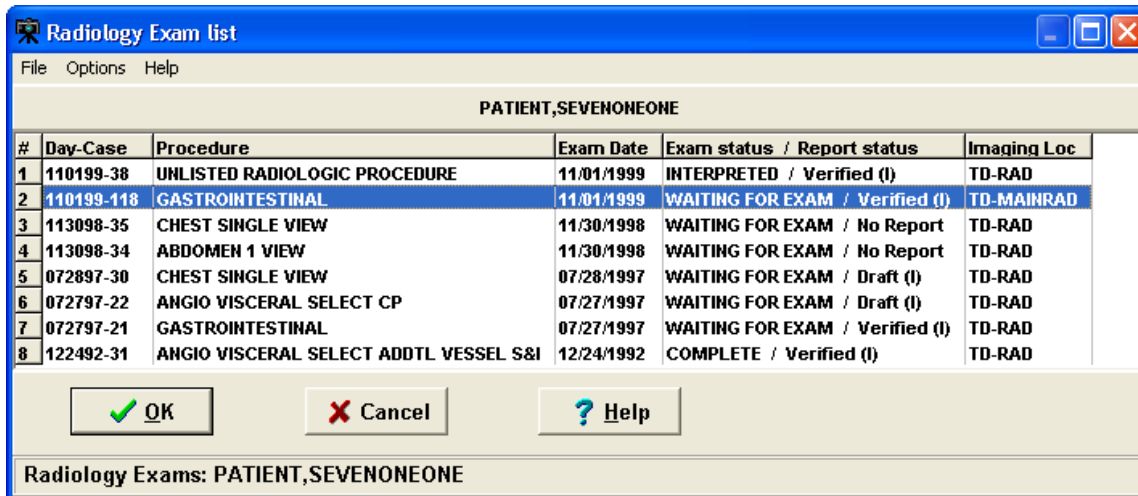 Radiology Exam list
File Options Help
PATIENT,SEVENONEONE
# Day-Case Procedure Exam Date Exam status / Report status Imaging Loc
1 110199-38 UNLISTED RADIOLOGIC PROCEDURE 11/01/1999 INTERPRETED / Verified (I) TD-RAD
2 110199-118 GASTROINTESTINAL 11/01/1999 WAITING FOR EXAM / Verified (I) TD-MAINRAD
3 113098-35 CHEST SINGLE VIEW 11/30/1998 WAITING FOR EXAM / No Report TD-RAD
4 113098-34 ABDOMEN 1 VIEW 11/30/1998 WAITING FOR EXAM / No Report TD-RAD
5 072897-30 CHEST SINGLE VIEW 07/28/1997 WAITING FOR EXAM / Draft (I) TD-RAD
6 072797-22 ANGIO VISCERAL SELECT CP 07/27/1997 WAITING FOR EXAM / Draft (I) TD-RAD
7 072797-21 GASTROINTESTINAL 07/27/1997 WAITING FOR EXAM / Verified (I) TD-RAD
8 122492-31 ANGIO VISCERAL SELECT ADDTL VESSEL S&I 12/24/1992 COMPLETE / Verified (I) TD-RAD
OK Cancel Help
Radiology Exams: PATIENT,SEVENONEONE